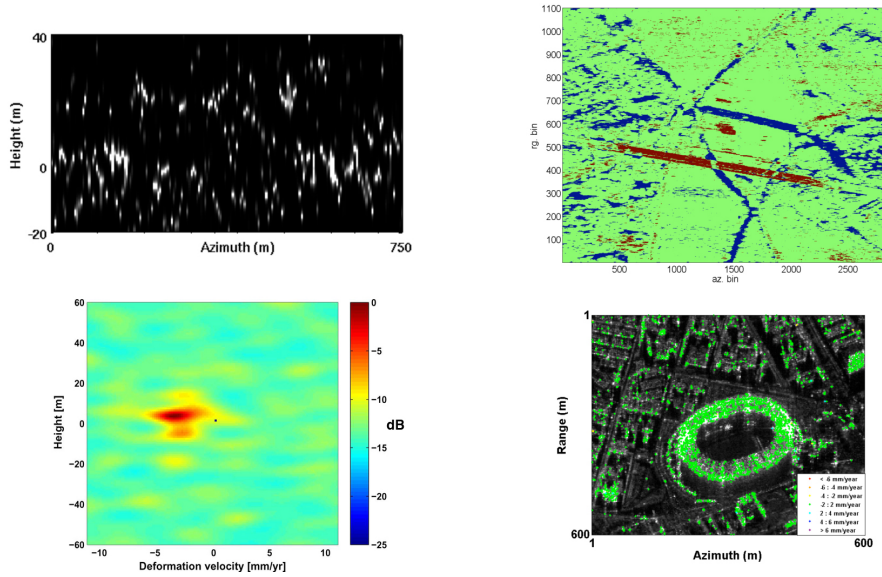 40
20
0
-20
Height (m)
0
Azimuth (m)
750
1100
1000
900
800
700
600
500
400
300
200
100
rg. bin
500
1000
1500
2000
2500
az. bin
60
40
20
0
−20
−40
−60
Height [m]
−10
−5
0
5
10
Deformation velocity [mm/yr]
0
−5
−10
−15
−20
−25
dB
1
Range (m)
600
1
Azimuth (m)
600
< -6 mm/year
-6 : -4 mm/year
-4 : -2 mm/year
-2 : 2 mm/year
2 : 4 mm/year
4 : 6 mm/year
> 6 mm/year